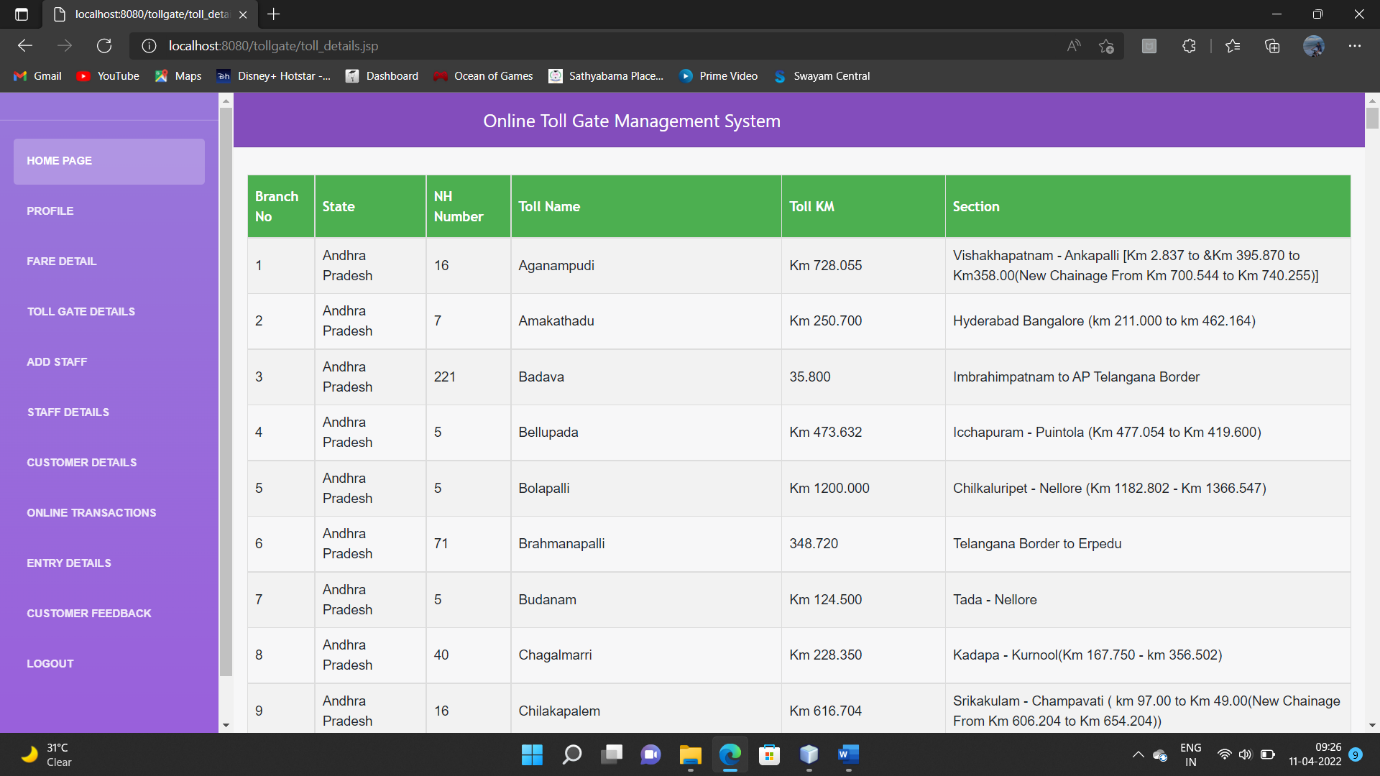 localhost:8080/tollgate/toll_deta
localhost:8080/tollgate/toll_details.jsp
Gmail YouTube Maps Disney+ Hotstar -... Dashboard Ocean of Games Sathyabama Place... Prime Video Swayam Central
Online Toll Gate Management System
HOME PAGE
PROFILE
FARE DETAIL
TOLL GATE DETAILS
ADD STAFF
STAFF DETAILS
CUSTOMER DETAILS
ONLINE TRANSACTIONS
ENTRY DETAILS
CUSTOMER FEEDBACK
LOGOUT
Branch No State NH Number Toll Name Toll KM Section
1 Andhra Pradesh 16 Aganampudi Km 728.055 Vishakhapatnam - Ankapalli [Km 2.837 to &Km 395.870 to Km358.00(New Chainage From Km 700.544 to Km 740.255)]
2 Andhra Pradesh 7 Amakathadu Km 250.700 Hyderabad Bangalore (km 211.000 to km 462.164)
3 Andhra Pradesh 221 Badava 35.800 Imbrahimpatnam to AP Telangana Border
4 Andhra Pradesh 5 Bellupada Km 473.632 Icchapuram - Puintola (Km 477.054 to Km 419.600)
5 Andhra Pradesh 5 Bolapalli Km 1200.000 Chilkaluripet - Nellore (Km 1182.802 - Km 1366.547)
6 Andhra Pradesh 71 Brahmanapalli 348.720 Telangana Border to Erpedu
7 Andhra Pradesh 5 Budanam Km 124.500 Tada - Nellore
8 Andhra Pradesh 40 Chagalmarri Km 228.350 Kadapa - Kurnool(Km 167.750 - km 356.502)
9 Andhra Pradesh 16 Chilakapalem Km 616.704 Srikakulam - Champavati ( km 97.00 to Km 49.00(New Chainage From Km 606.204 to Km 654.204))
31°C
Clear
ENG
IN
09:26
11-04-2022
9